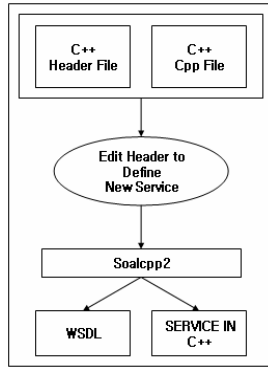 C++
Header File
C++
Cpp File
Edit Header to
Define
New Service
Soalcpp2
WSDL
SERVICE IN
C++